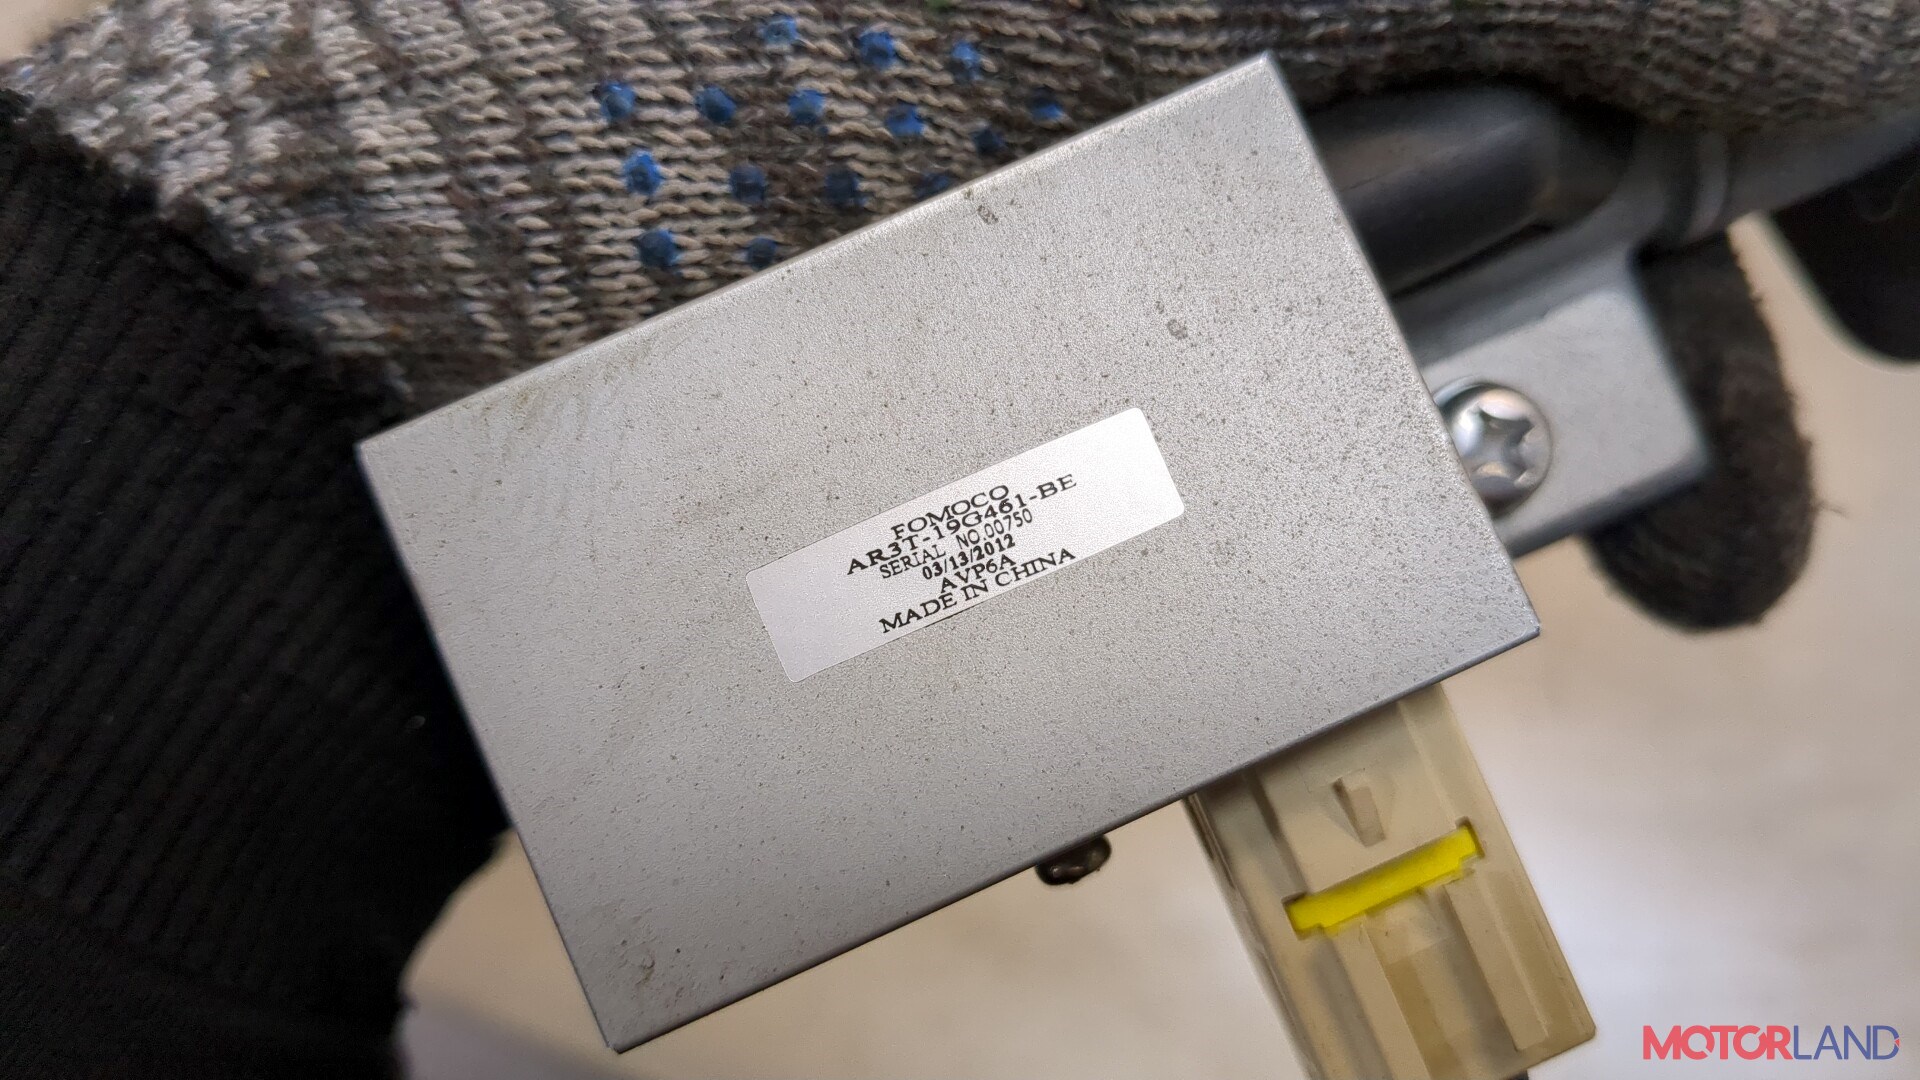 FOMOCO
AR3T-19G461-BE
SERIAL NO.00750
03/13/2012
AVP6A
MADE IN CHINA
MOTORLAND